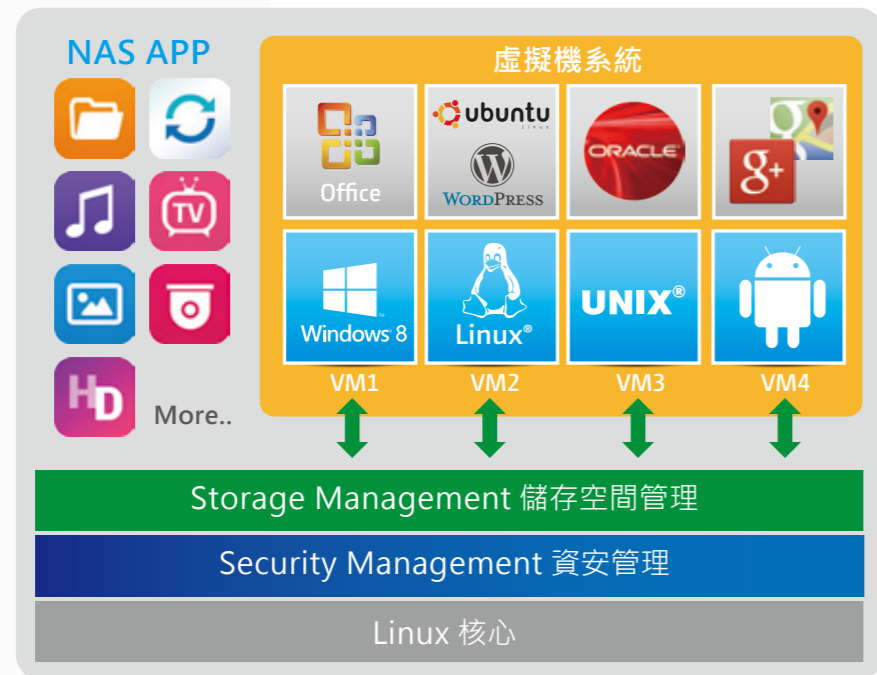 NAS APP
虛擬機系統
Office
ubuntu
LINUX
WORDPRESS
ORACLE
g+
TV
Windows 8
Linux®
UNIX®
HD
More..
VM1
VM2
VM3
VM4
Storage Management 儲存空間管理
Security Management 資安管理
Linux 核心